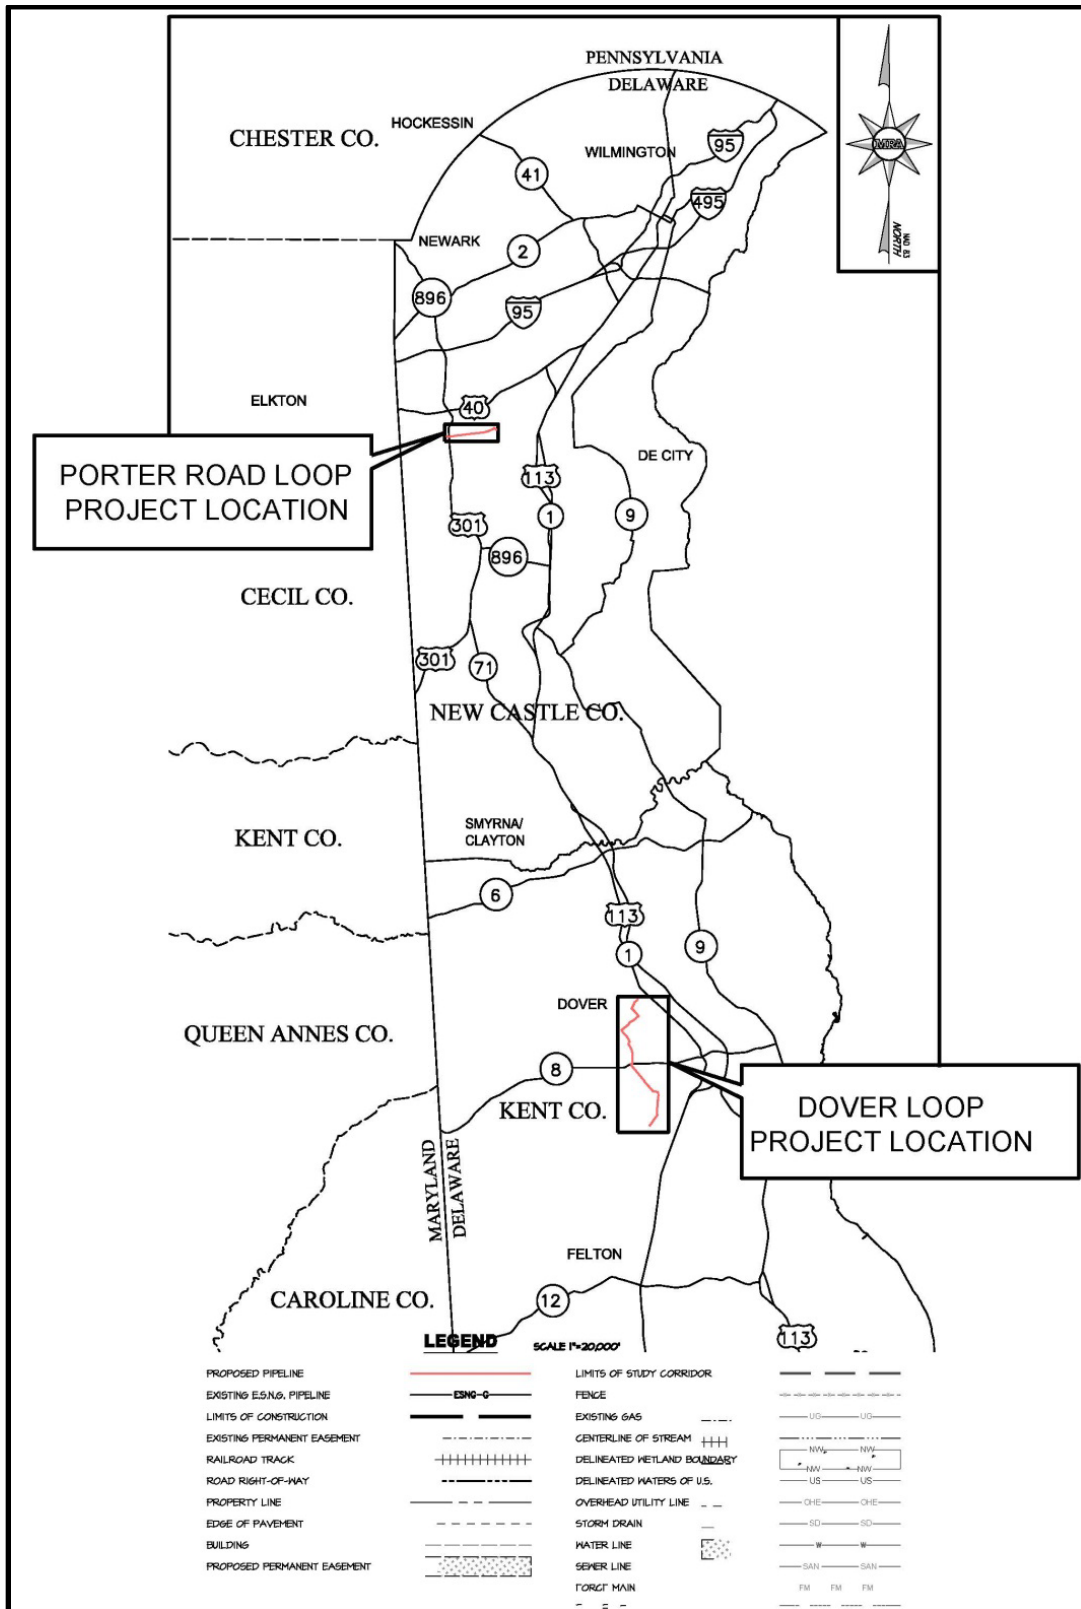 PENNSYLVANIA
DELAWARE
CHESTER CO.
HOCKESSIN
WILMINGTON
95
41
495
MRA
NORTH
NAD 83
NEWARK
2
896
95
ELKTON
40
PORTER ROAD LOOP
PROJECT LOCATION
DE CITY
113
301
1
9
896
CECIL CO.
301
71
NEW CASTLE CO.
SMYRNA/
CLAYTON
KENT CO.
6
113
9
1
DOVER
QUEEN ANNES CO.
8
KENT CO.
DOVER LOOP
PROJECT LOCATION
MARYLAND
DELAWARE
FELTON
CAROLINE CO.
12
113
LEGEND
SCALE 1"=20,000'
PROPOSED PIPELINE
EXISTING E.S.N.G. PIPELINE
ESNG-G
LIMITS OF CONSTRUCTION
EXISTING PERMANENT EASEMENT
RAILROAD TRACK
ROAD RIGHT-OF-WAY
PROPERTY LINE
EDGE OF PAVEMENT
BUILDING
PROPOSED PERMANENT EASEMENT
LIMITS OF STUDY CORRIDOR
FENCE
EXISTING GAS
UG UG
CENTERLINE OF STREAM
DELINEATED WETLAND BOUNDARY
NW NW
NW NW
DELINEATED WATERS OF U.S.
US US
OVERHEAD UTILITY LINE
OHE OHE
STORM DRAIN
SD SD
WATER LINE
W W
SEWER LINE
SAN SAN
FORCE MAIN
FM FM FM